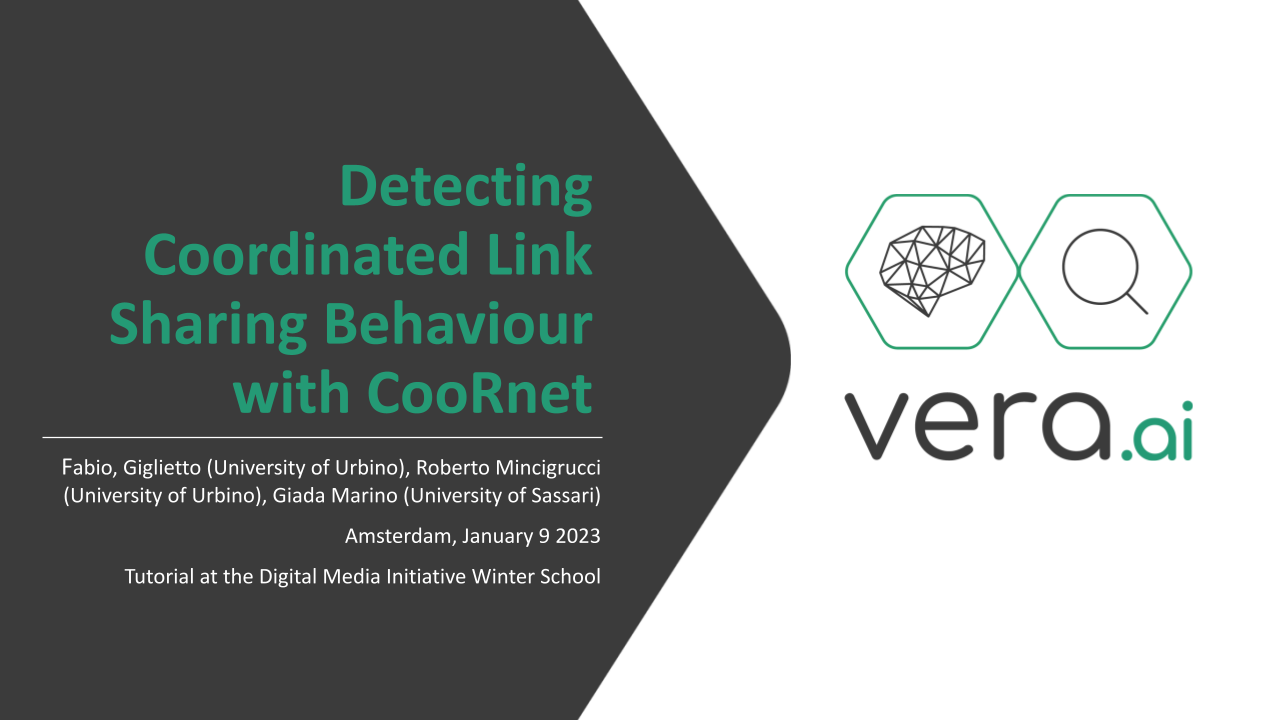 Detecting
Coordinated Link
Sharing Behaviour
with CooRnet
Fabio, Giglietto (University of Urbino), Roberto Mincigrucci
(University of Urbino), Giada Marino (University of Sassari)
Amsterdam, January 9 2023
Tutorial at the Digital Media Initiative Winter School
vera.ai